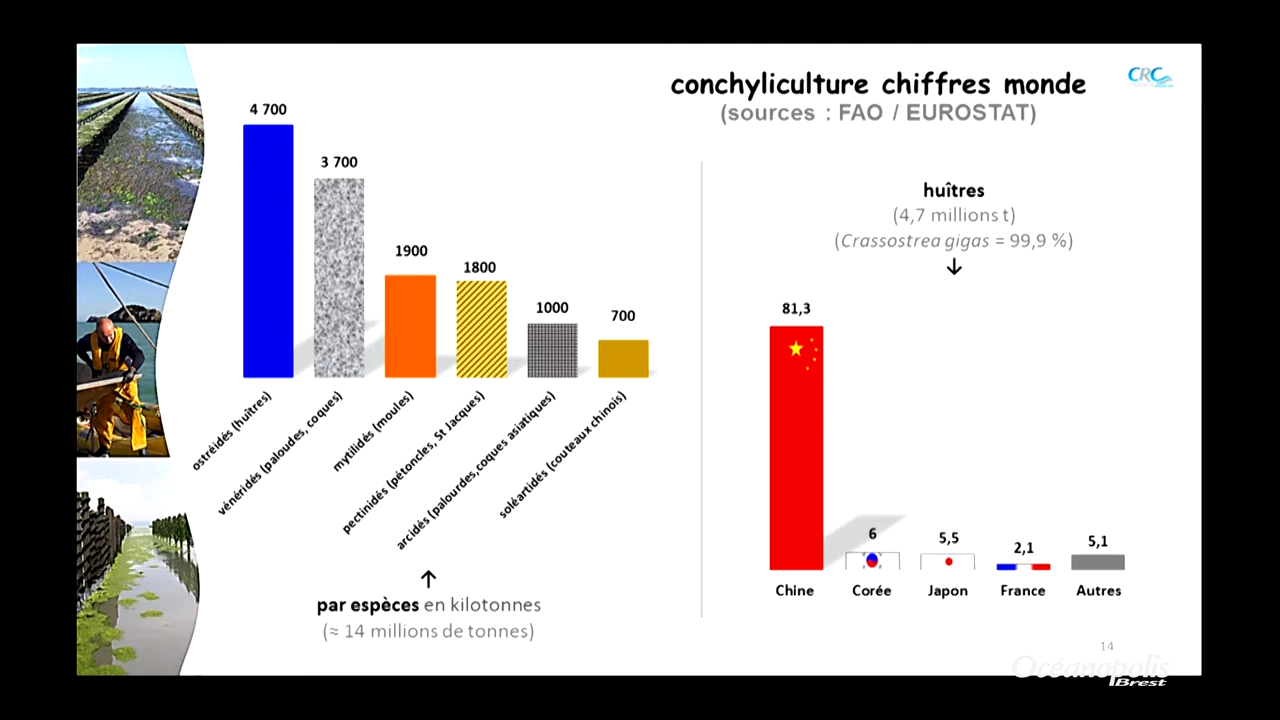 conchyliculture chiffres monde
(sources : FAO / EUROSTAT)
CRC
4 700
3 700
1900
1800
1000
700
ostréidés (huîtres)
vénéridés (paloudes, coques)
mytilidés (moules)
pectinidés (pétoncles, St Jacques)
arcidés (palourdes,coques asiatiques)
soléartidés (couteaux chinois)
↑
par espèces en kilotonnes
(≈ 14 millions de tonnes)
huîtres
(4,7 millions t)
(Crassostrea gigas = 99,9 %)
↓
81,3
6
5,5
2,1
5,1
Chine
Corée
Japon
France
Autres
14
Océanopolis
Brest